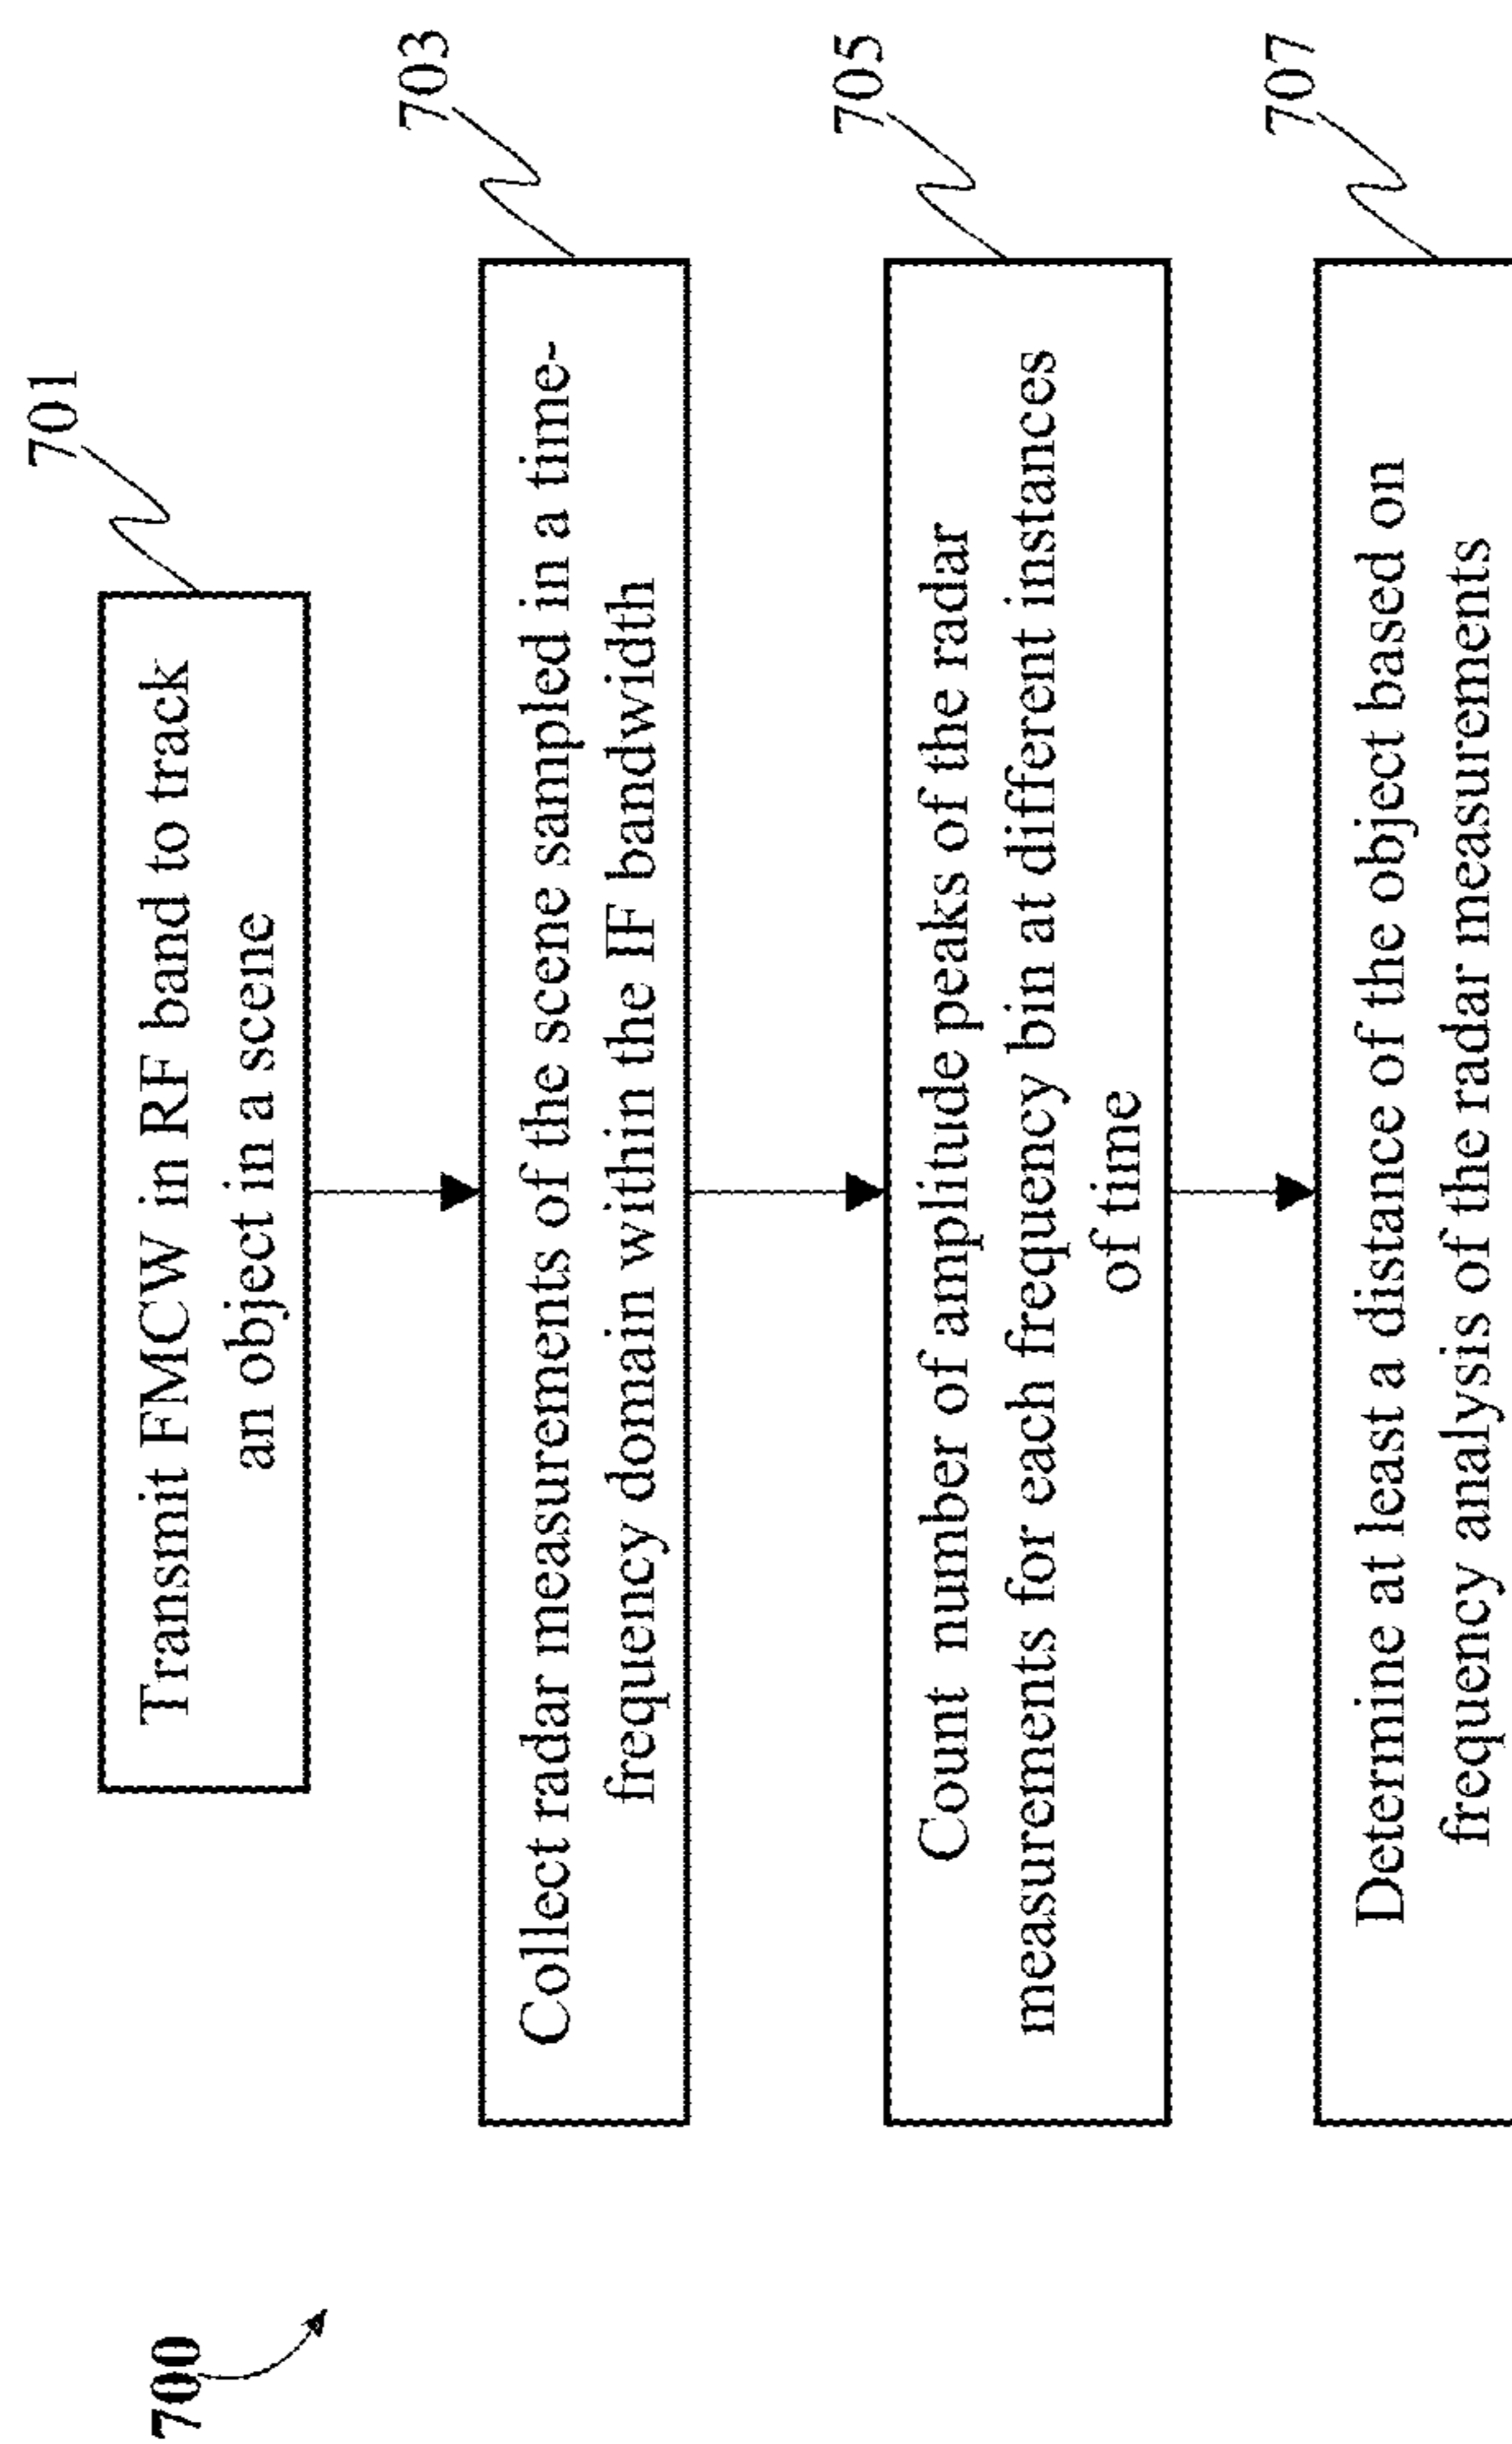 700
701
Transmit FMCW in RF band to track
an object in a scene
703
Collect radar measurements of the scene sampled in a time-
frequency domain within the IF bandwidth
705
Count number of amplitude peaks of the radar
measurements for each frequency bin at different instances
of time
707
Determine at least a distance of the object based on
frequency analysis of the radar measurements